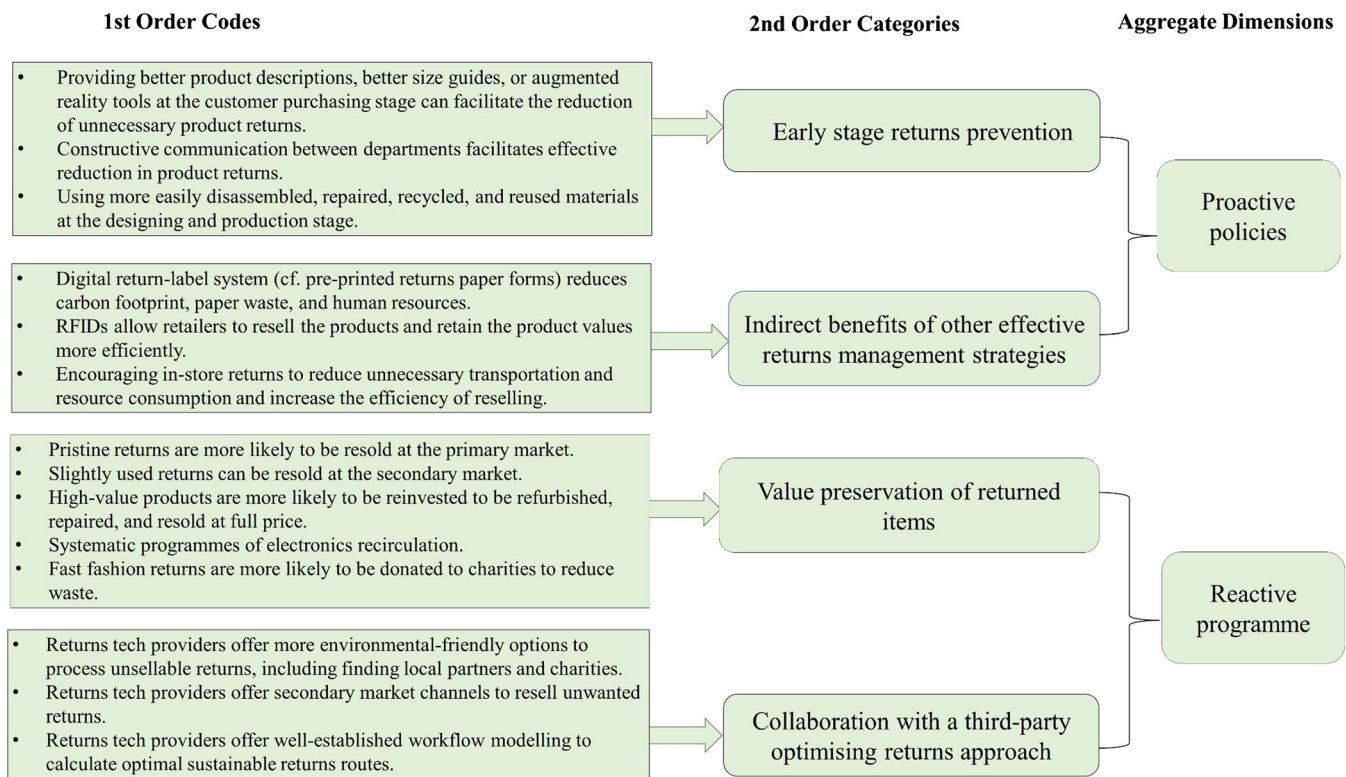 1st Order Codes
2nd Order Categories
Aggregate Dimensions
• Providing better product descriptions, better size guides, or augmented
reality tools at the customer purchasing stage can facilitate the reduction
of unnecessary product returns.
• Constructive communication between departments facilitates effective
reduction in product returns.
• Using more easily disassembled, repaired, recycled, and reused materials
at the designing and production stage.
Early stage returns prevention
Proactive
policies
• Digital return-label system (cf. pre-printed returns paper forms) reduces
carbon footprint, paper waste, and human resources.
• RFIDs allow retailers to resell the products and retain the product values
more efficiently.
• Encouraging in-store returns to reduce unnecessary transportation and
resource consumption and increase the efficiency of reselling.
Indirect benefits of other effective
returns management strategies
• Pristine returns are more likely to be resold at the primary market.
• Slightly used returns can be resold at the secondary market.
• High-value products are more likely to be reinvested to be refurbished,
repaired, and resold at full price.
• Systematic programmes of electronics recirculation.
• Fast fashion returns are more likely to be donated to charities to reduce
waste.
Value preservation of returned
items
Reactive
programme
• Returns tech providers offer more environmental-friendly options to
process unsellable returns, including finding local partners and charities.
• Returns tech providers offer secondary market channels to resell unwanted
returns.
• Returns tech providers offer well-established workflow modelling to
calculate optimal sustainable returns routes.
Collaboration with a third-party
optimising returns approach